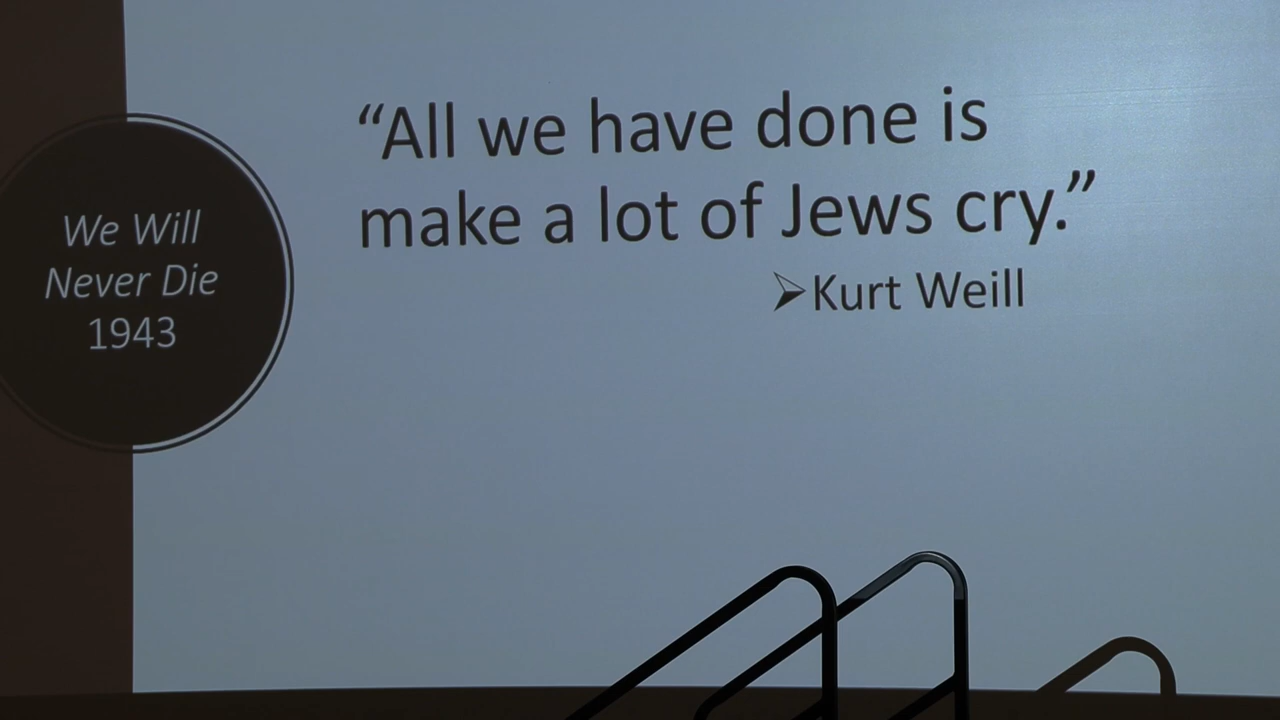 We Will
Never Die
1943
“All we have done is
make a lot of Jews cry.”
➢Kurt Weill